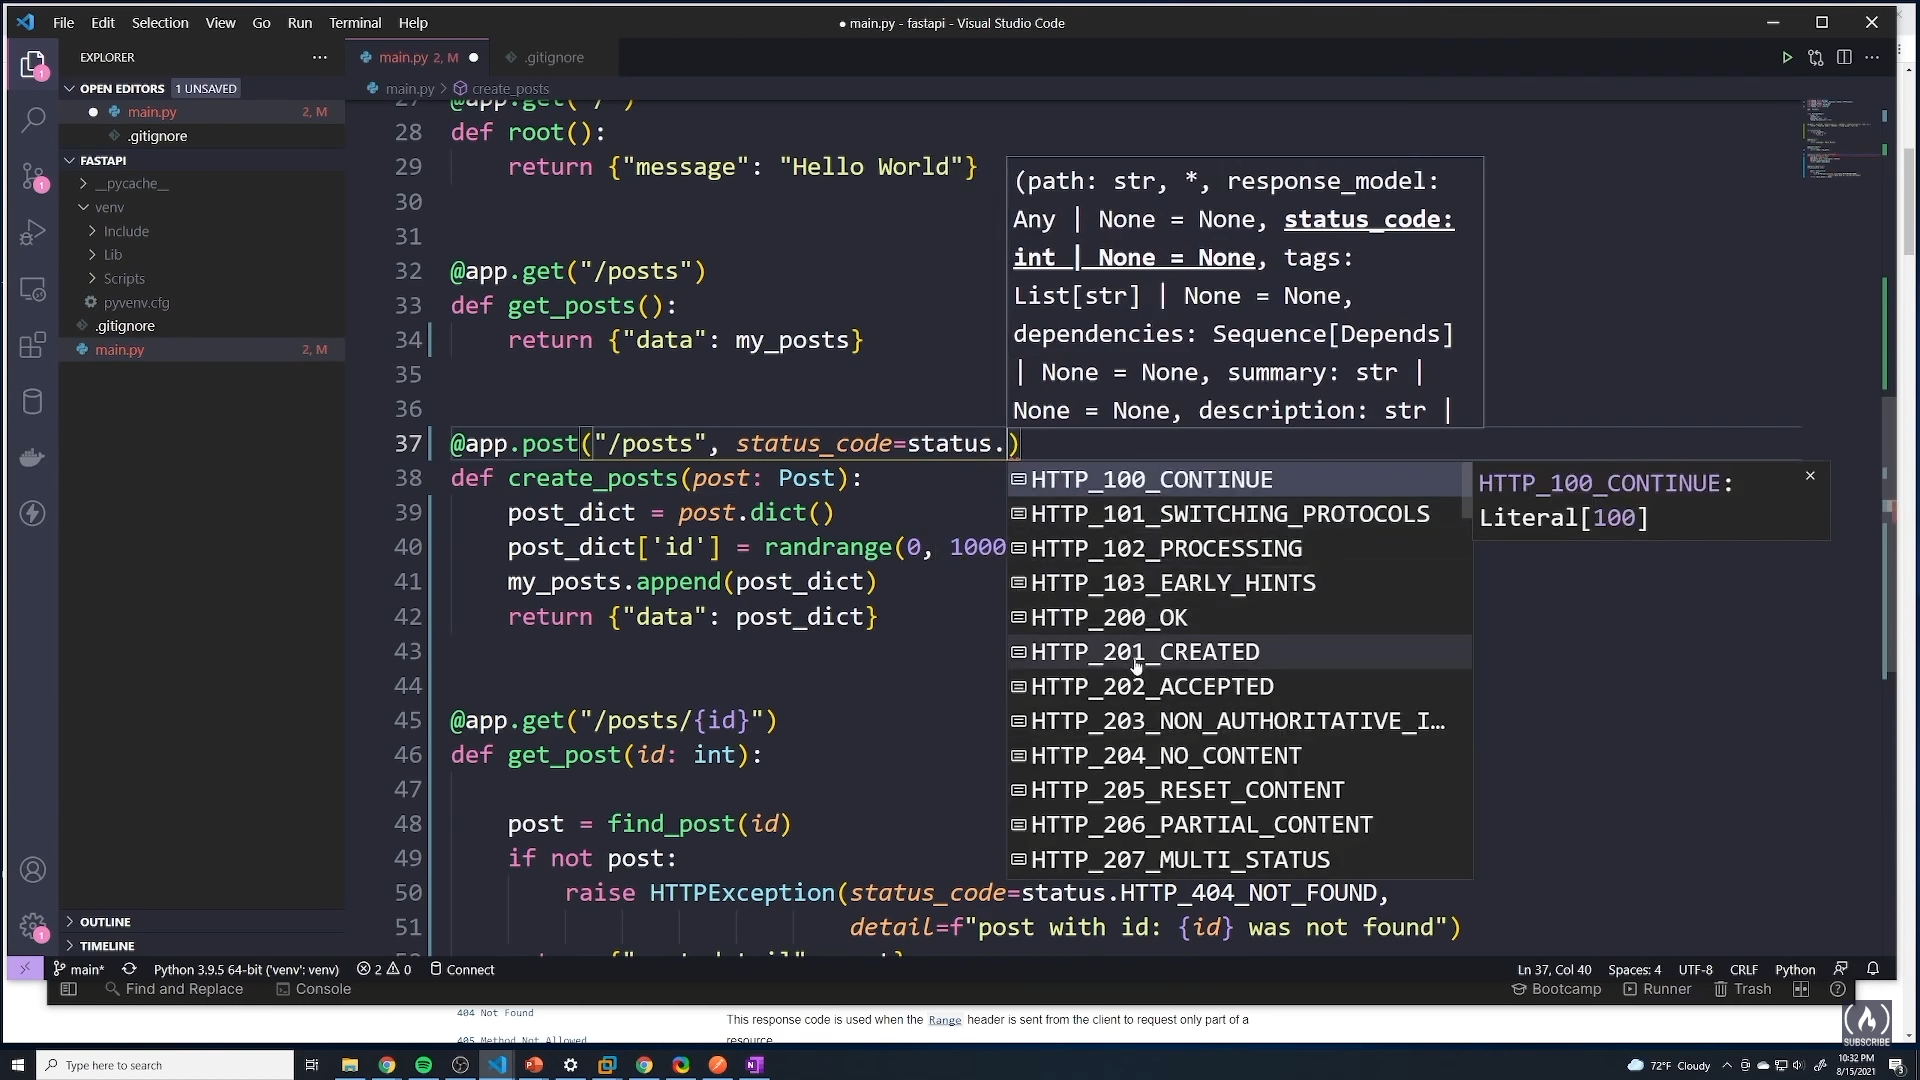 File Edit Selection View Go Run Terminal Help
● main.py - fastapi - Visual Studio Code
EXPLORER
main.py 2, M
.gitignore
OPEN EDITORS 1 UNSAVED
main.py 2, M
.gitignore
FASTAPI
__pycache__
venv
Include
Lib
Scripts
pyvenv.cfg
.gitignore
main.py 2, M
OUTLINE
TIMELINE
main.py > create_posts
27 @app.get("/")
28 def root():
29 return {"message": "Hello World"}
30
31
32 @app.get("/posts")
33 def get_posts():
34 return {"data": my_posts}
35
36
37 @app.post("/posts", status_code=status.)
38 def create_posts(post: Post):
39 post_dict = post.dict()
40 post_dict['id'] = randrange(0, 1000
41 my_posts.append(post_dict)
42 return {"data": post_dict}
43
44
45 @app.get("/posts/{id}")
46 def get_post(id: int):
47
48 post = find_post(id)
49 if not post:
50 raise HTTPException(status_code=status.HTTP_404_NOT_FOUND,
51 detail=f"post with id: {id} was not found")
(path: str, *, response_model:
Any | None = None, status_code:
int | None = None, tags:
List[str] | None = None,
dependencies: Sequence[Depends]
| None = None, summary: str |
None = None, description: str |
HTTP_100_CONTINUE
HTTP_101_SWITCHING_PROTOCOLS
HTTP_102_PROCESSING
HTTP_103_EARLY_HINTS
HTTP_200_OK
HTTP_201_CREATED
HTTP_202_ACCEPTED
HTTP_203_NON_AUTHORITATIVE_I…
HTTP_204_NO_CONTENT
HTTP_205_RESET_CONTENT
HTTP_206_PARTIAL_CONTENT
HTTP_207_MULTI_STATUS
HTTP_100_CONTINUE:
Literal[100]
main* Python 3.9.5 64-bit ('venv': venv) 2 0 Connect
Ln 37, Col 40 Spaces: 4 UTF-8 CRLF Python
Find and Replace Console
Bootcamp Runner Trash
404 Not Found
This response code is used when the Range header is sent from the client to request only part of a
405 Method Not Allowed
resource
SUBSCRIBE
Type here to search
72°F Cloudy
10:32 PM
8/15/2021